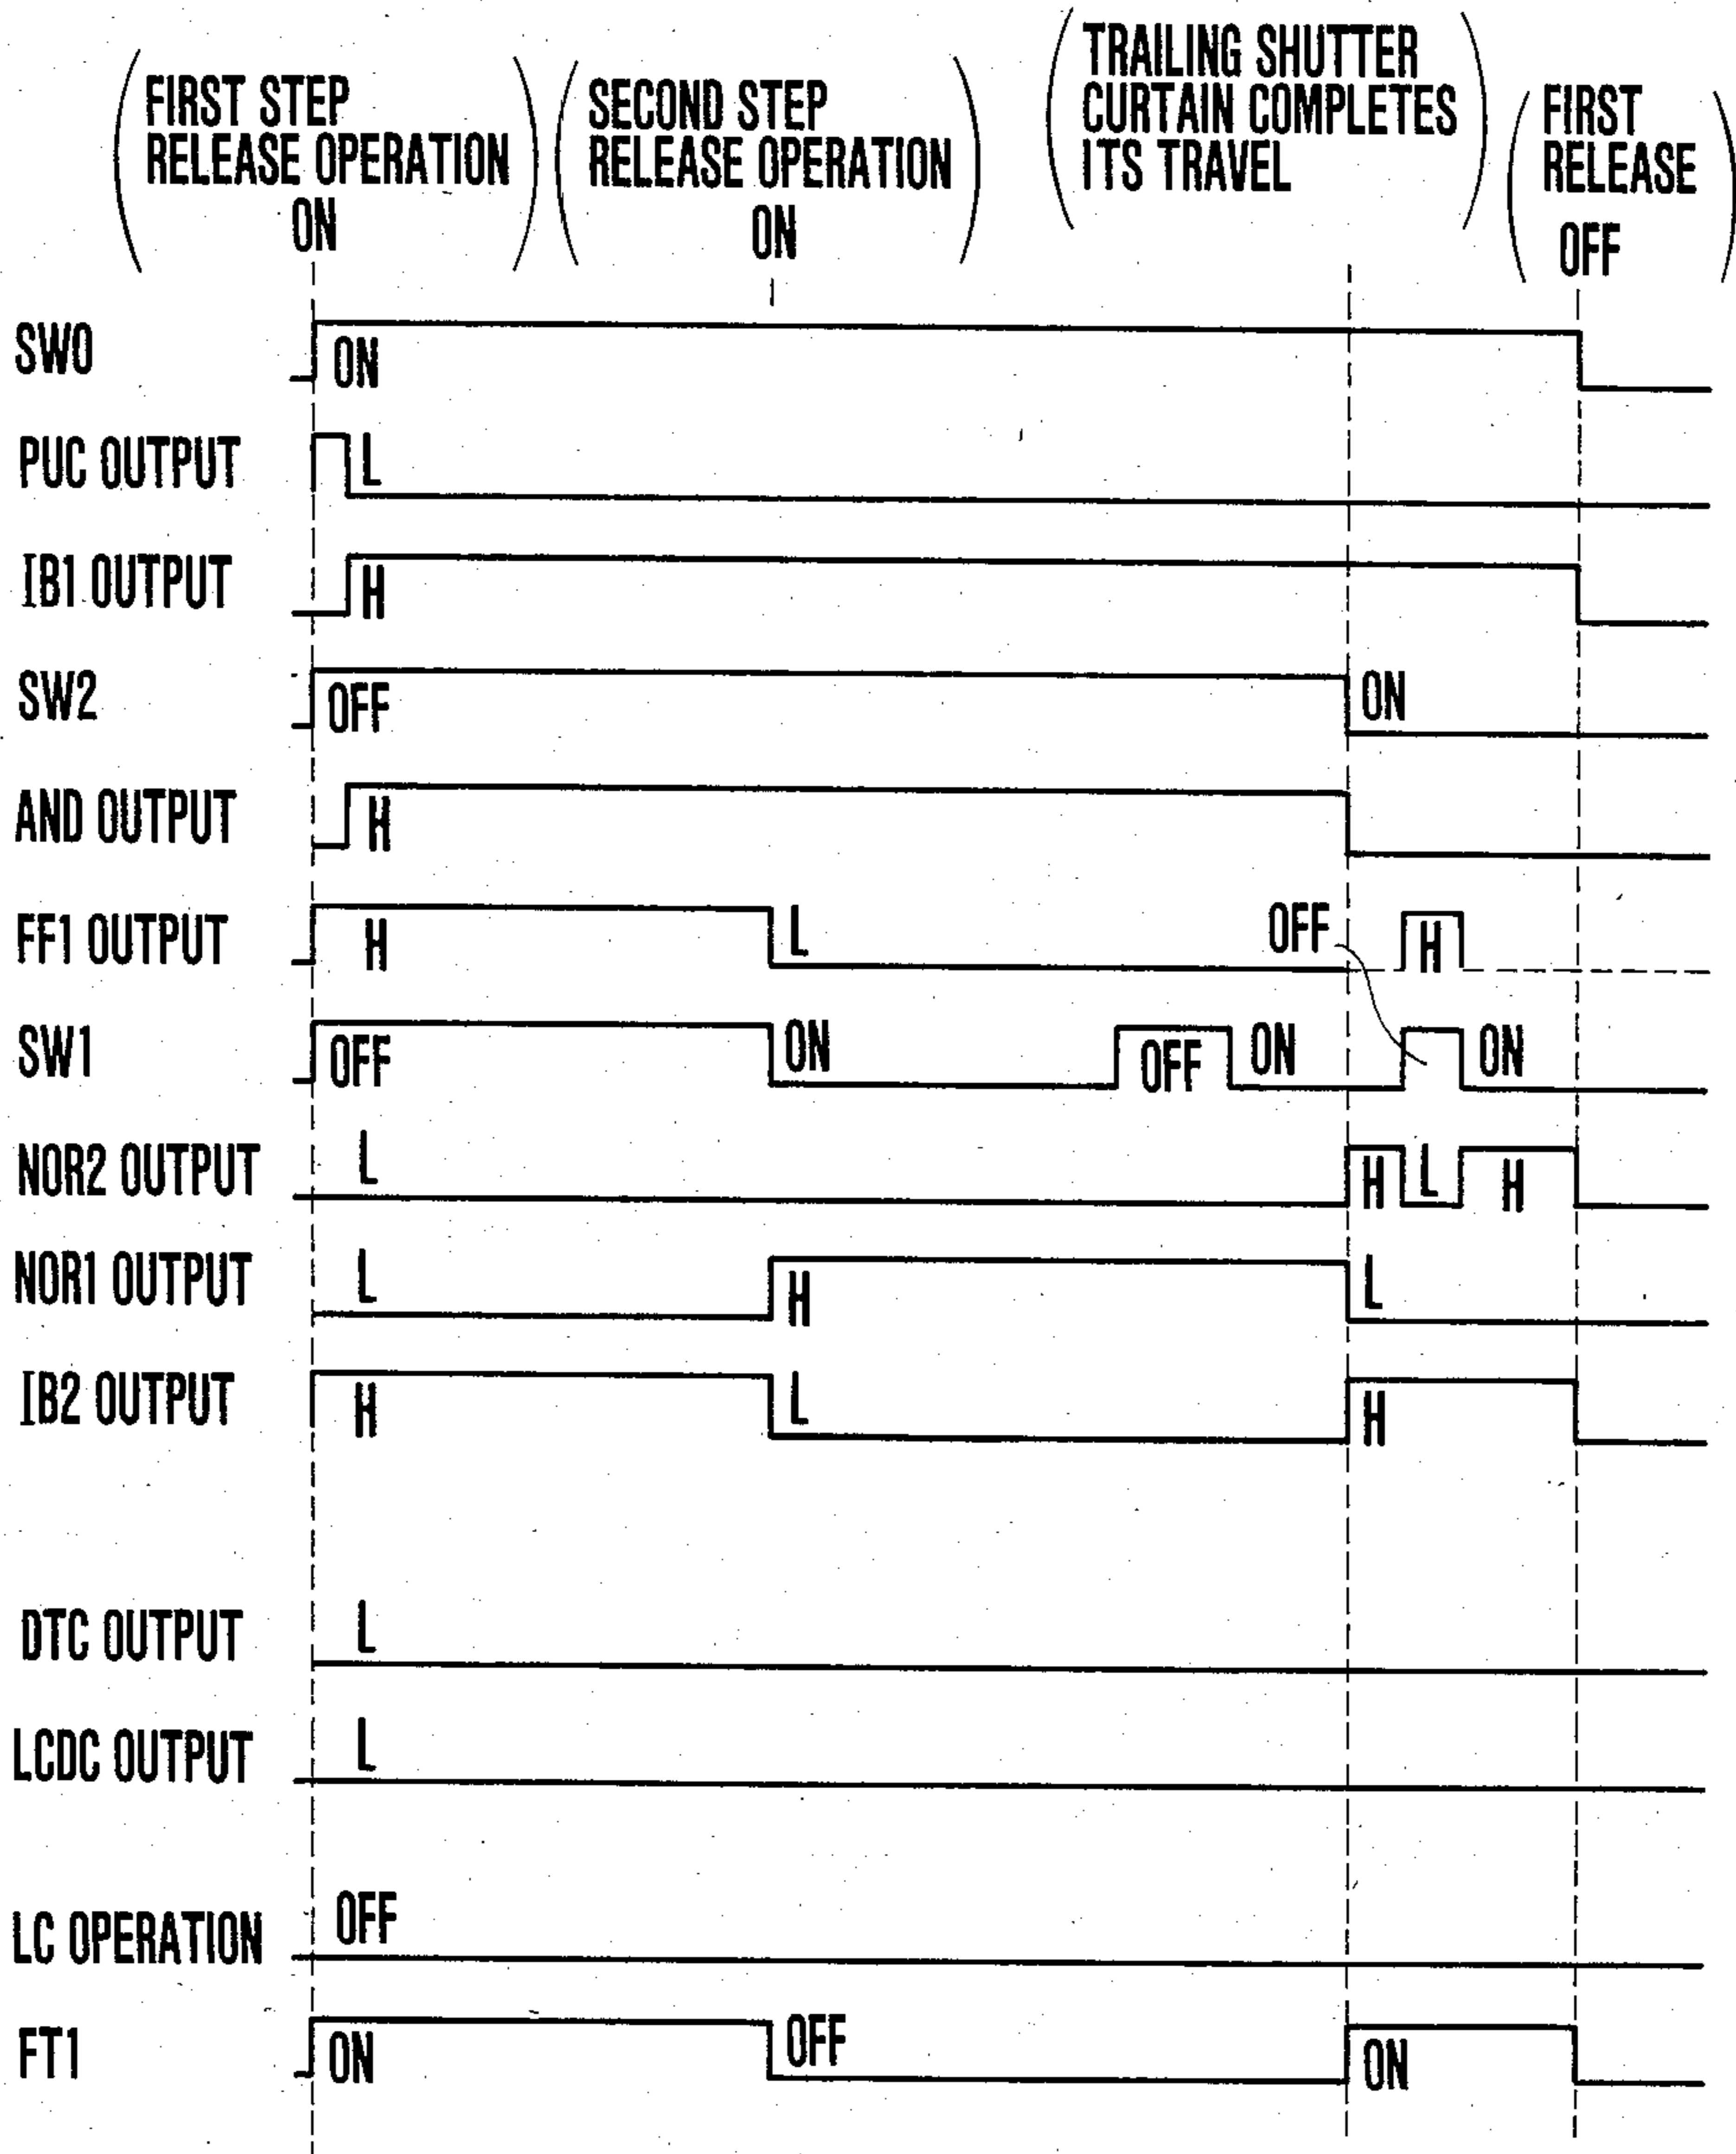 FIRST STEP
RELEASE OPERATION
ON
SECOND STEP
RELEASE OPERATION
ON
TRAILING SHUTTER
CURTAIN COMPLETES
ITS TRAVEL
FIRST
RELEASE
OFF
SW0
ON
PUC OUTPUT
L
IB1 OUTPUT
H
SW2
OFF
ON
AND OUTPUT
H
FF1 OUTPUT
H
L
OFF
H
SW1
OFF
ON
OFF
ON
ON
NOR2 OUTPUT
L
H
L
H
NOR1 OUTPUT
L
H
L
IB2 OUTPUT
H
L
H
DTC OUTPUT
L
LCDC OUTPUT
L
LC OPERATION
OFF
FT1
ON
OFF
ON